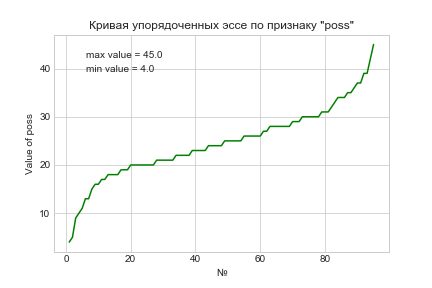 Кривая упорядоченных эссе по признаку "poss"
max value = 45.0
min value = 4.0
Value of poss
40
30
20
10
0 20 40 60 80
№